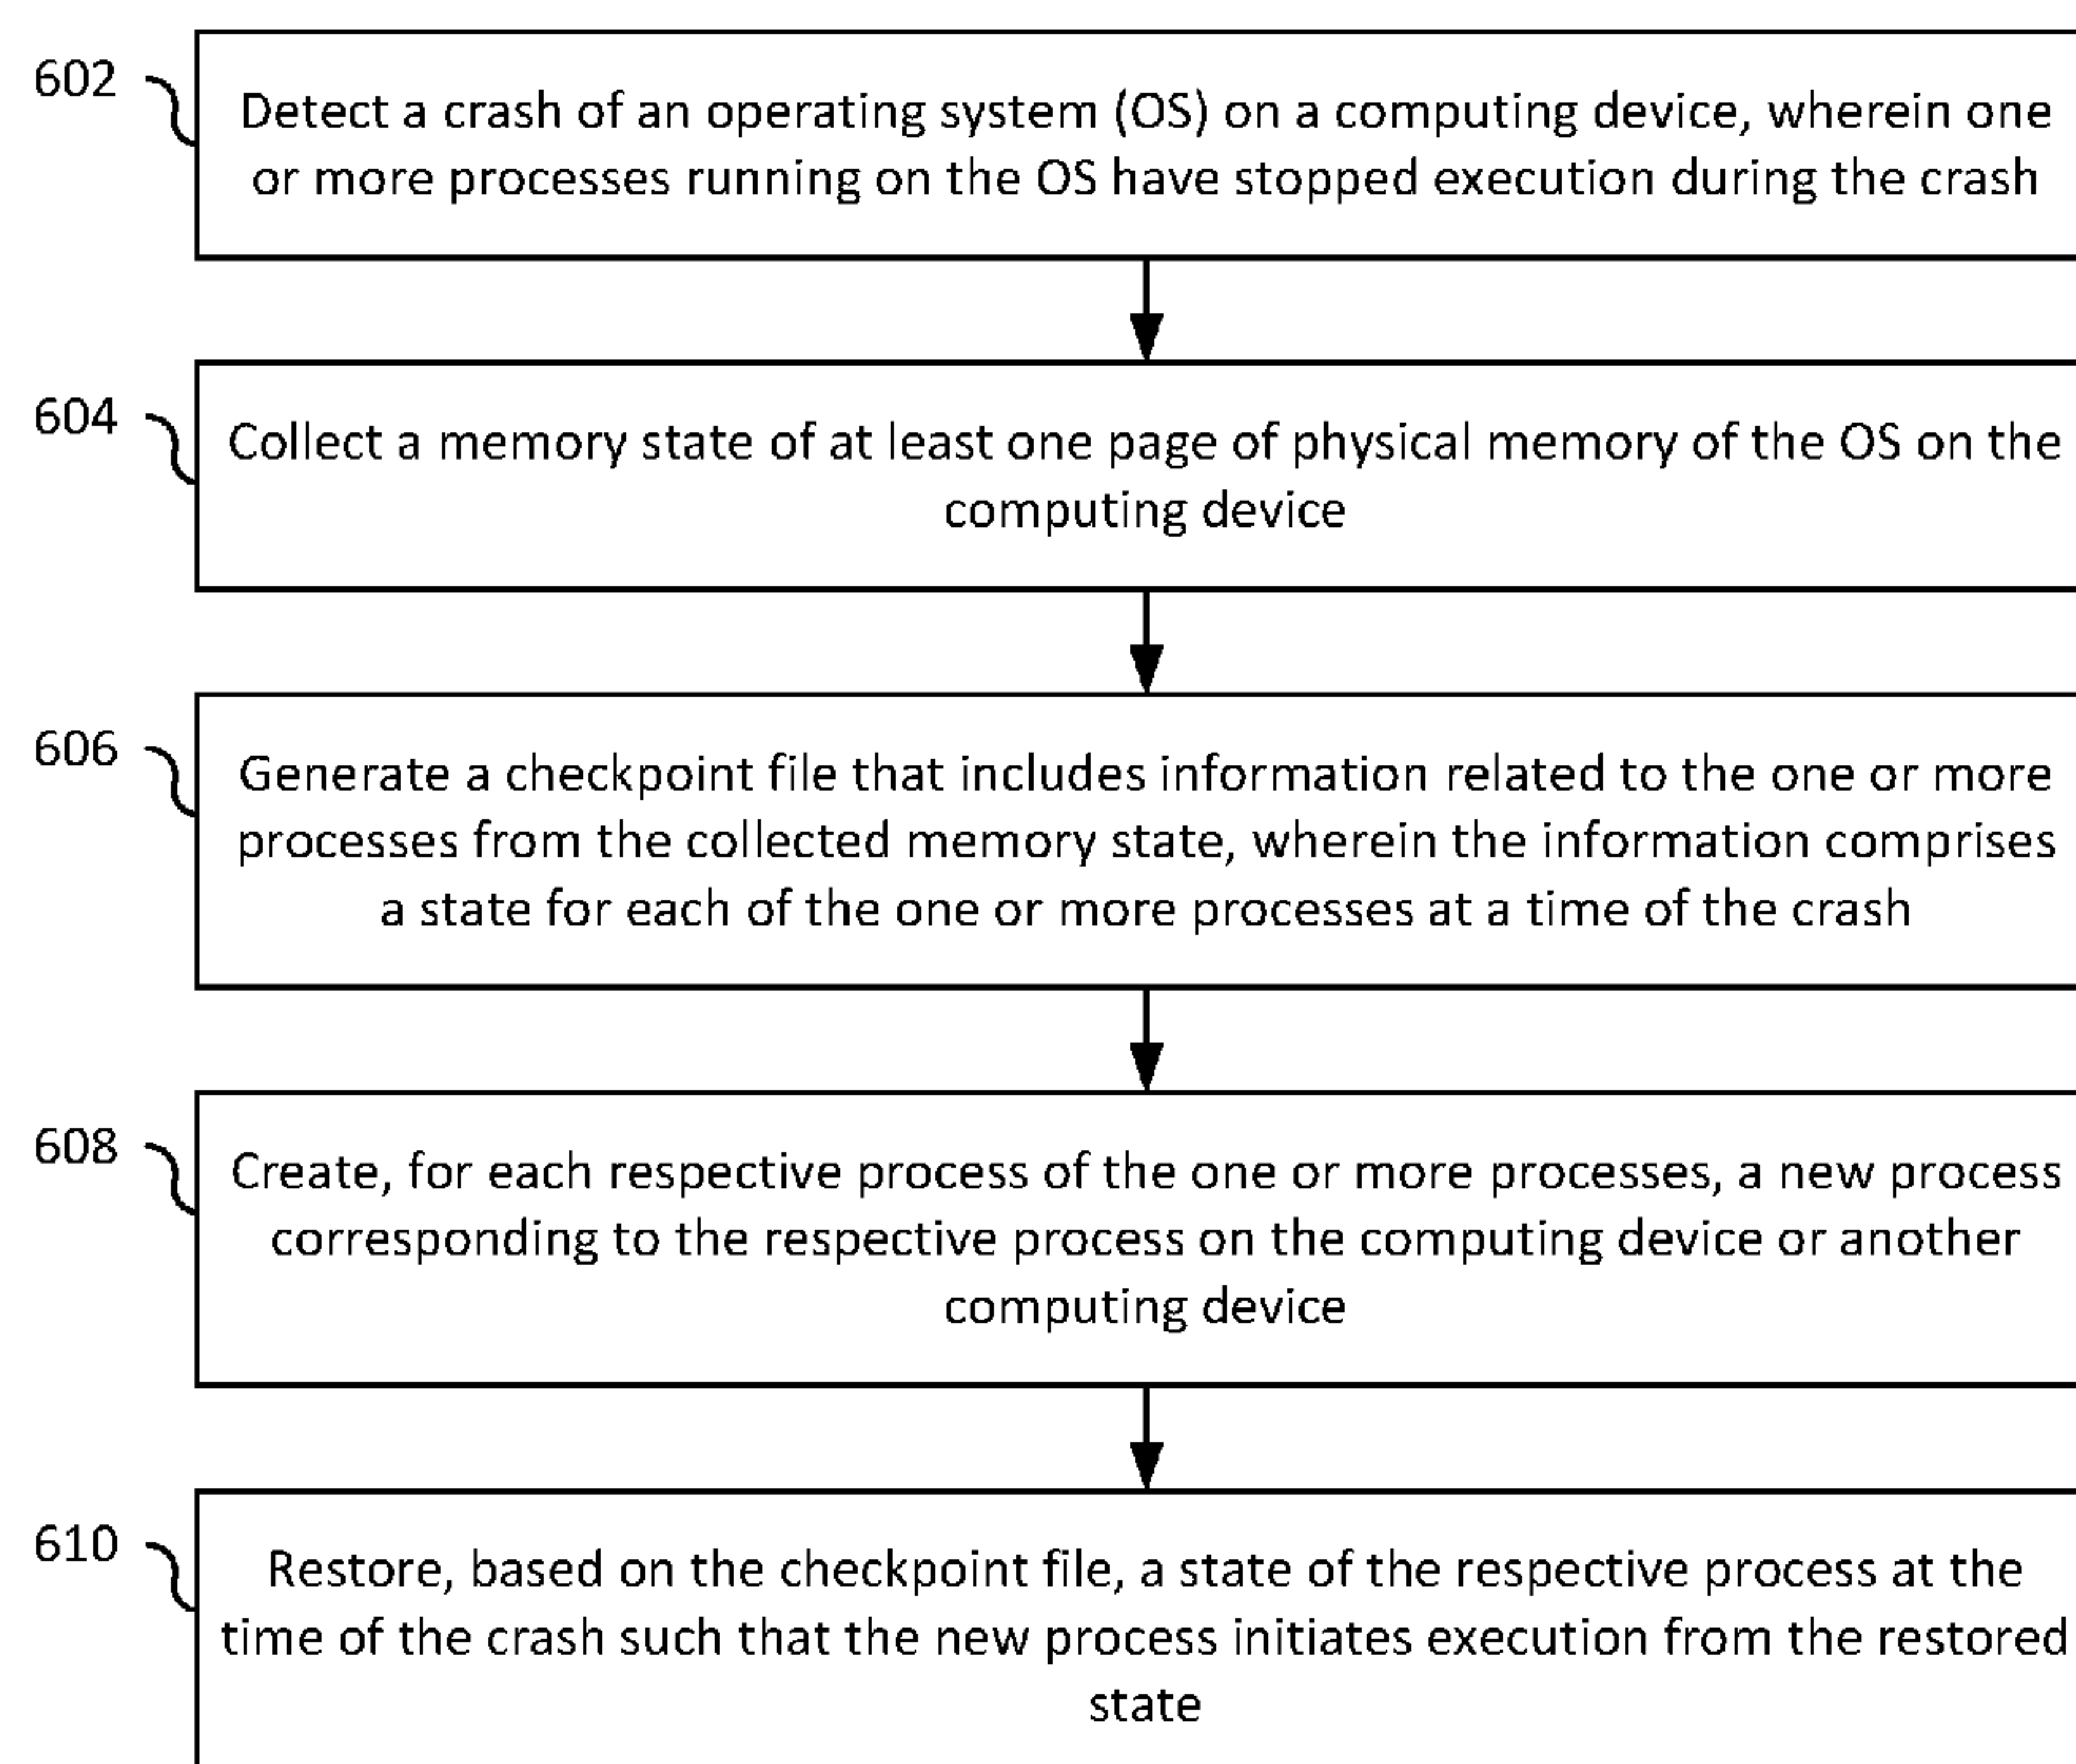 602
Detect a crash of an operating system (OS) on a computing device, wherein one
or more processes running on the OS have stopped execution during the crash
604
Collect a memory state of at least one page of physical memory of the OS on the
computing device
606
Generate a checkpoint file that includes information related to the one or more
processes from the collected memory state, wherein the information comprises
a state for each of the one or more processes at a time of the crash
608
Create, for each respective process of the one or more processes, a new process
corresponding to the respective process on the computing device or another
computing device
610
Restore, based on the checkpoint file, a state of the respective process at the
time of the crash such that the new process initiates execution from the restored
state